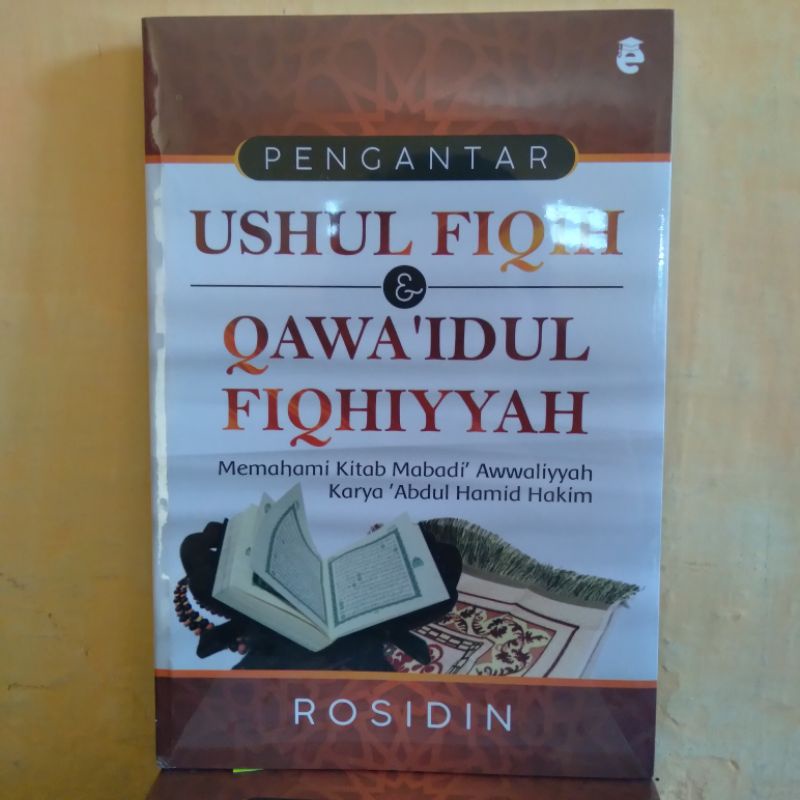 PENGANTAR
USHUL FIQIH
&
QAWA'IDUL
FIQHIYYAH
Memahami Kitab Mabadi' Awwaliyyah
Karya 'Abdul Hamid Hakim
ROSIDIN